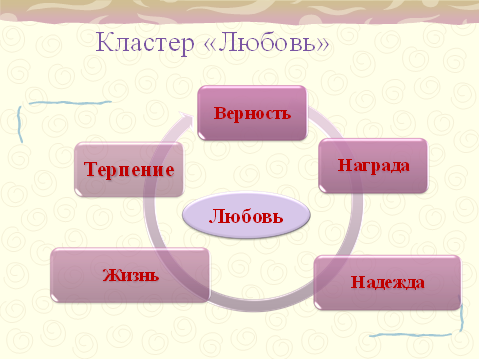 Кластер «Любовь»
Верность
Терпение
Награда
Любовь
Жизнь
Надежда